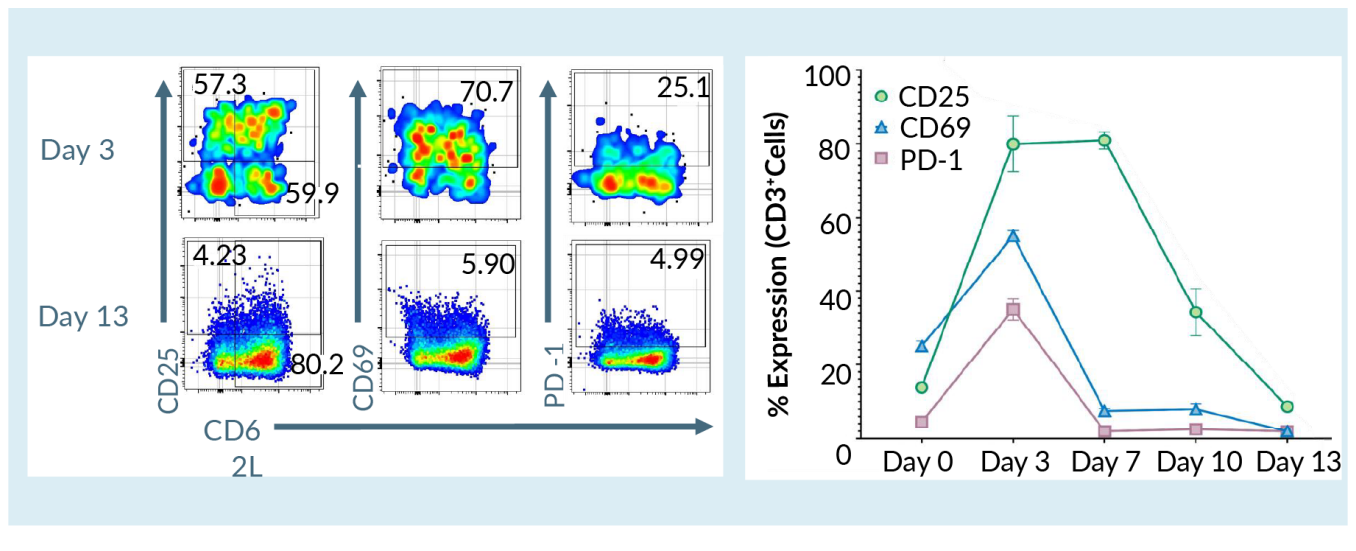 Day 3
57.3
59.9
70.7
25.1
Day 13
4.23
80.2
5.90
4.99
CD25
CD69
PD -1
CD6
2L
% Expression (CD3⁺Cells)
100
80
60
40
20
0
CD25
CD69
PD-1
Day 0 Day 3 Day 7 Day 10 Day 13